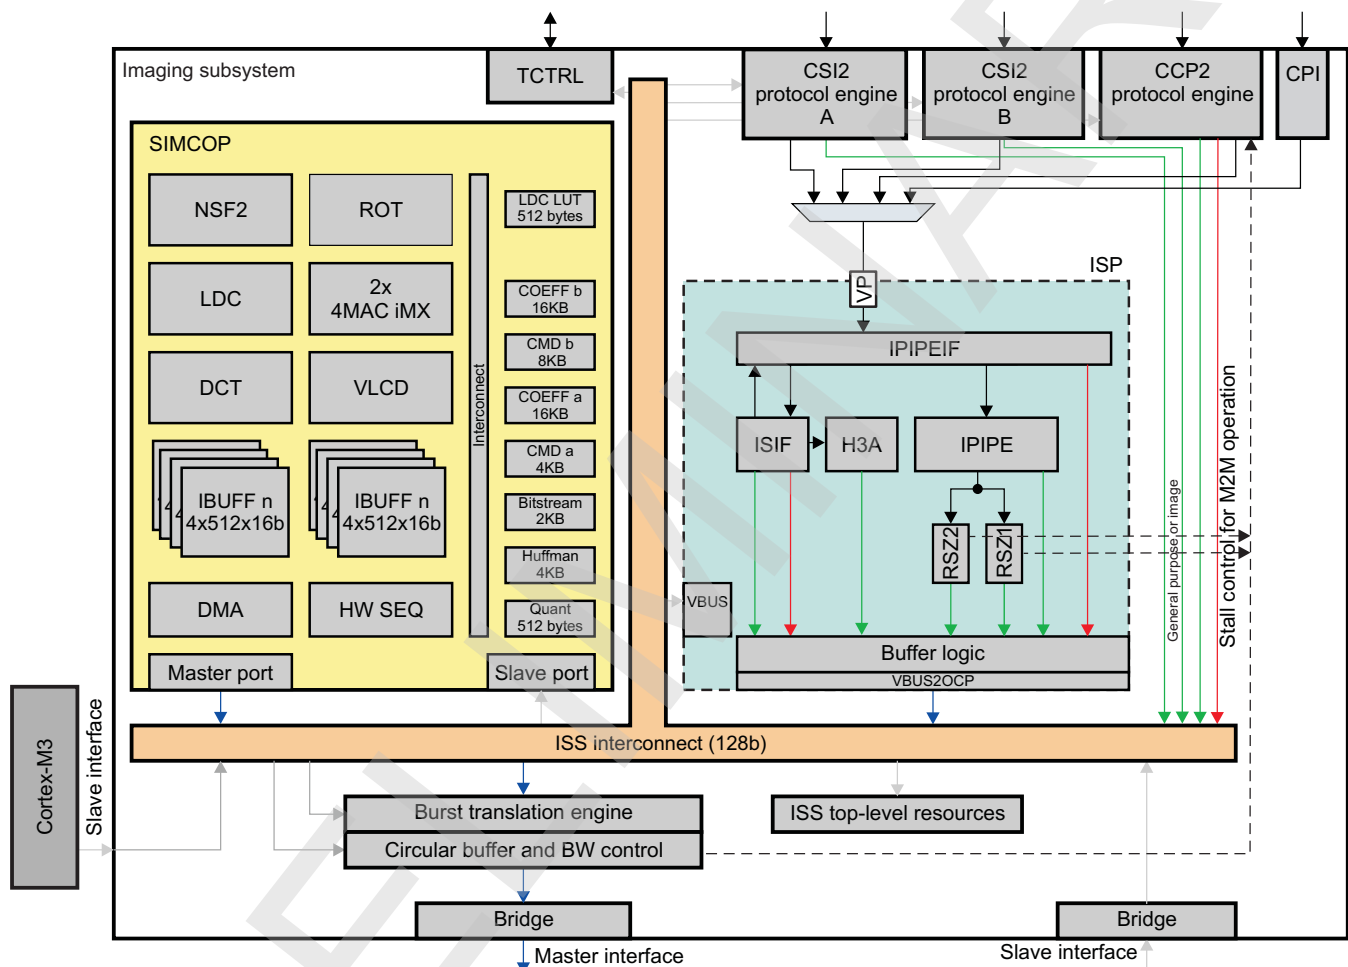 Imaging subsystem
TCTRL
CSI2
protocol engine
A
CSI2
protocol engine
B
CCP2
protocol engine
CPI
SIMCOP
NSF2
ROT
LDC
2x
4MAC iMX
DCT
VLCD
IBUFF n
4x512x16b
IBUFF n
4x512x16b
DMA
HW SEQ
Interconnect
LDC LUT
512 bytes
COEFF b
16KB
CMD b
8KB
COEFF a
16KB
CMD a
4KB
Bitstream
2KB
Huffman
4KB
Quant
512 bytes
Master port
Slave port
ISP
VP
IPIPEIF
ISIF
H3A
IPIPE
RSZ2
RSZ1
VBUS
Buffer logic
VBUS2OCP
General purpose or image
Stall control for M2M operation
ISS interconnect (128b)
Cortex-M3
Slave interface
Burst translation engine
Circular buffer and BW control
ISS top-level resources
Bridge
Bridge
Master interface
Slave interface